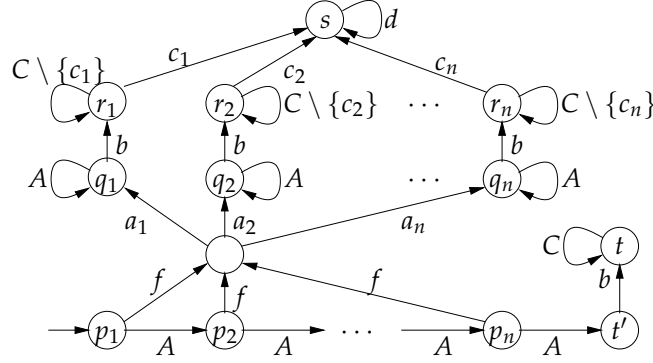 s d
c₁ c₂ cₙ
C \ {c₁} r₁ r₂ C \ {c₂} ··· rₙ C \ {cₙ}
b b b
A q₁ q₂ A ··· qₙ A
a₁ a₂ aₙ
C t
f f f b
p₁ A p₂ A ··· A pₙ A t′